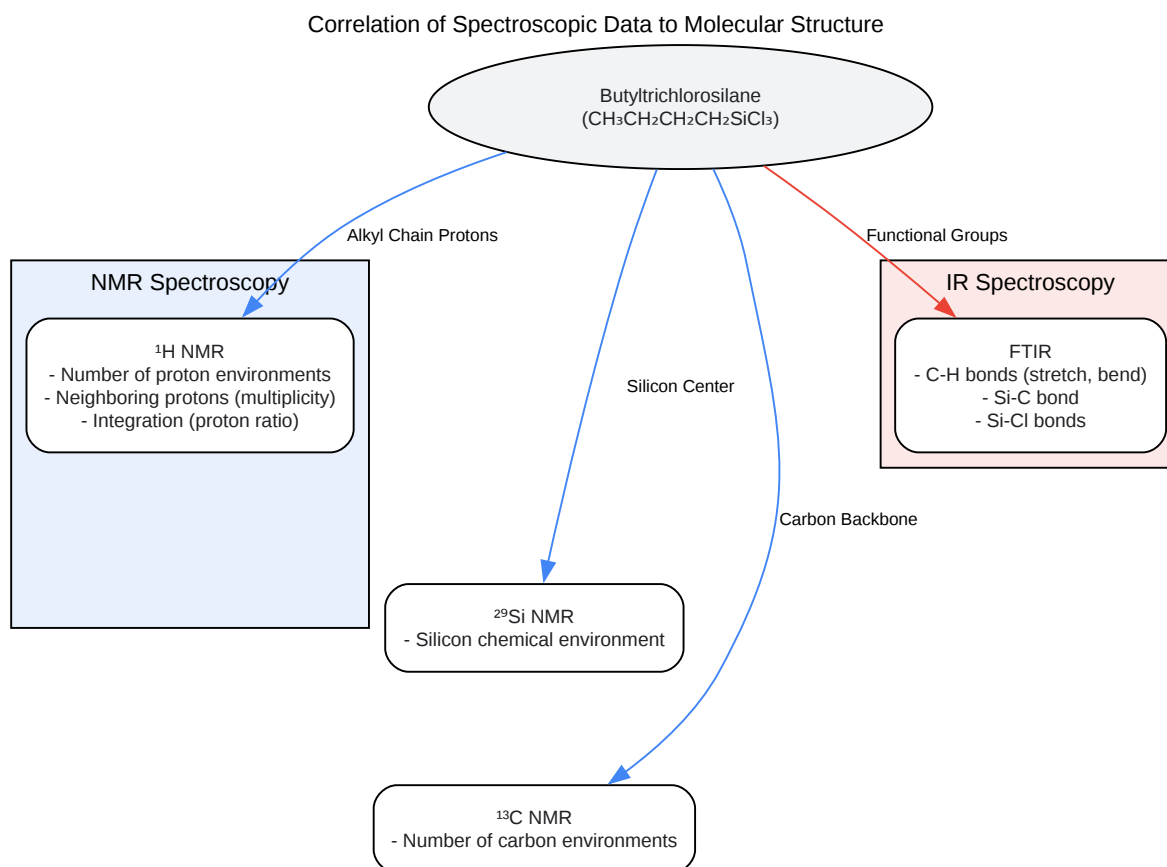 Correlation of Spectroscopic Data to Molecular Structure
Butyltrichlorosilane
(CH₃CH₂CH₂CH₂SiCl₃)
Alkyl Chain Protons
Functional Groups
NMR Spectroscopy
IR Spectroscopy
¹H NMR
- Number of proton environments
- Neighboring protons (multiplicity)
- Integration (proton ratio)
FTIR
- C-H bonds (stretch, bend)
- Si-C bond
- Si-Cl bonds
Silicon Center
Carbon Backbone
²⁹Si NMR
- Silicon chemical environment
¹³C NMR
- Number of carbon environments